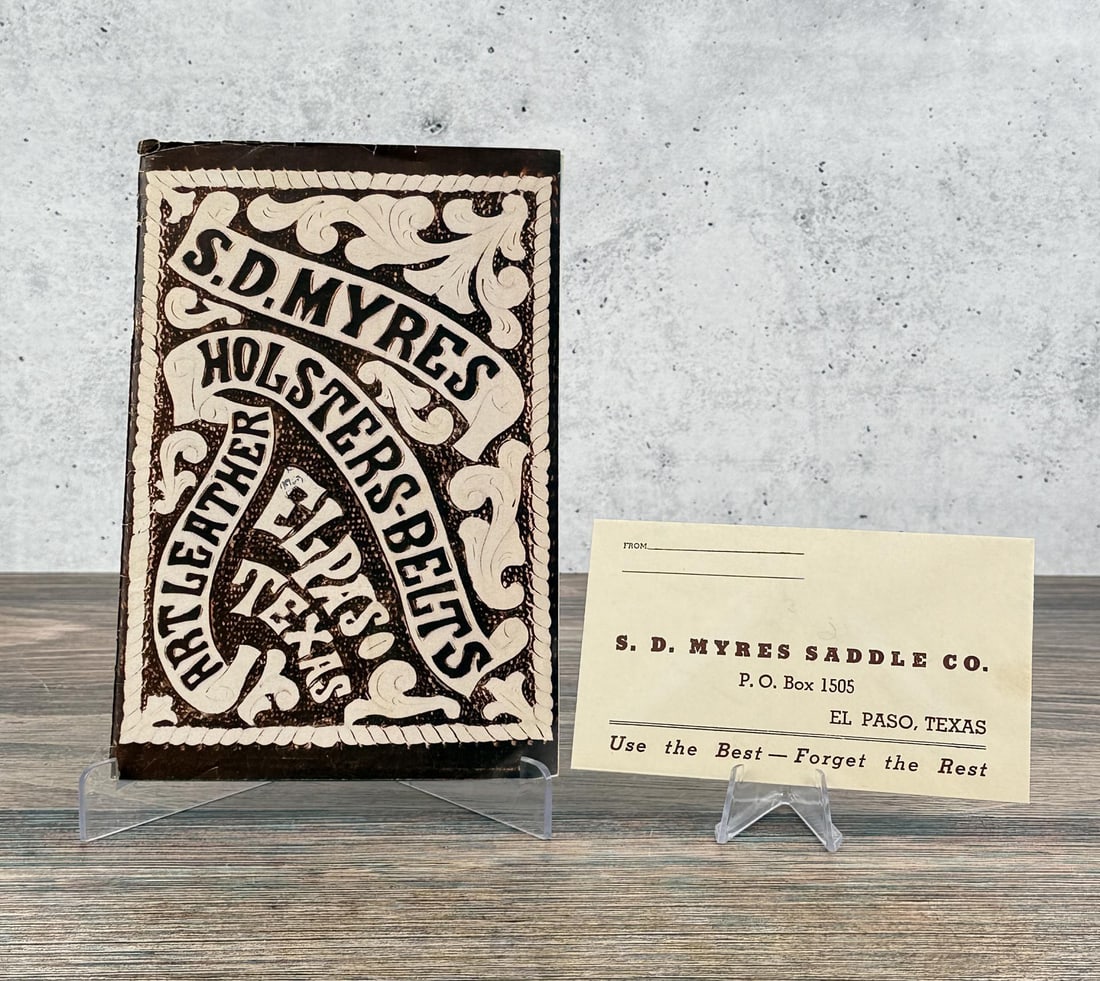 S.D. MYRES
HOLSTERS-BELTS
ART LEATHER
EL PASO
TEXAS
FROM
S. D. MYRES SADDLE CO.
P. O. Box 1505
EL PASO, TEXAS
Use the Best — Forget the Rest